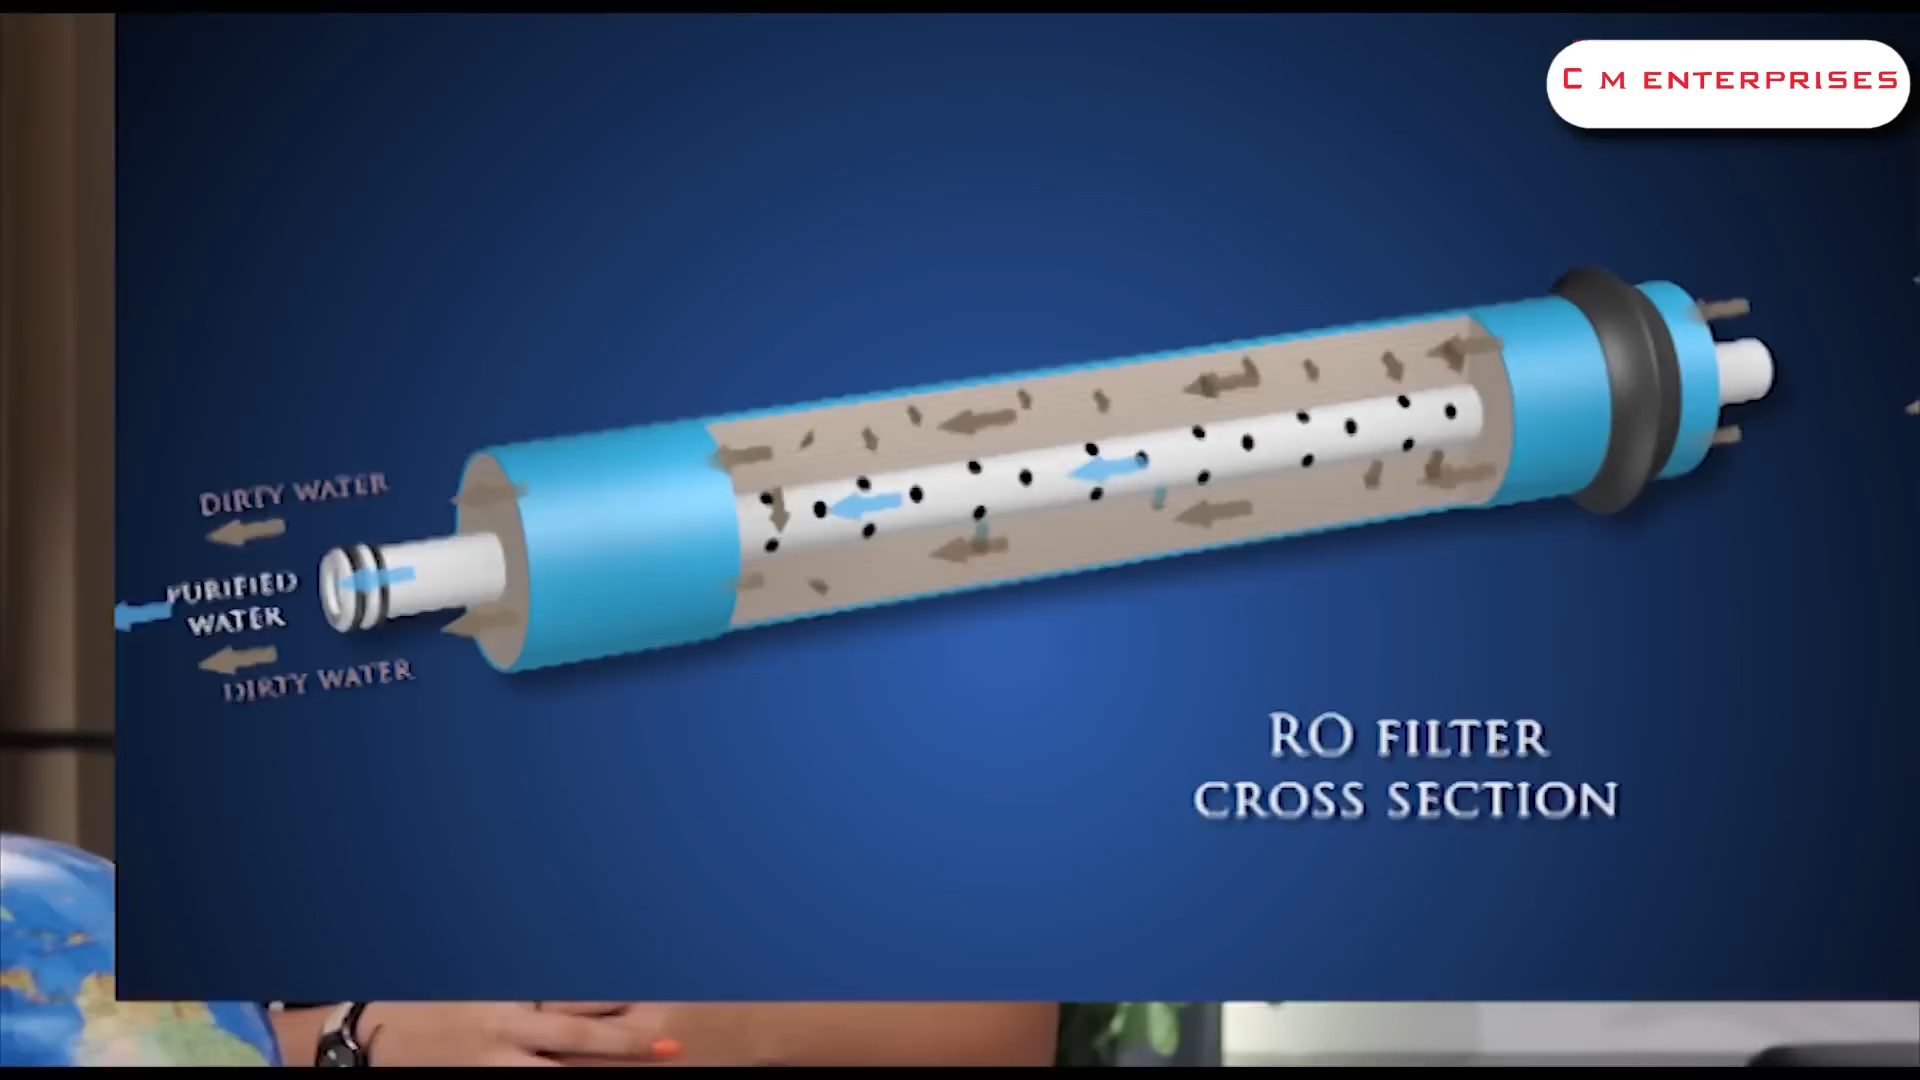 C M ENTERPRISES
DIRTY WATER
PURIFIED
WATER
DIRTY WATER
RO FILTER
CROSS SECTION